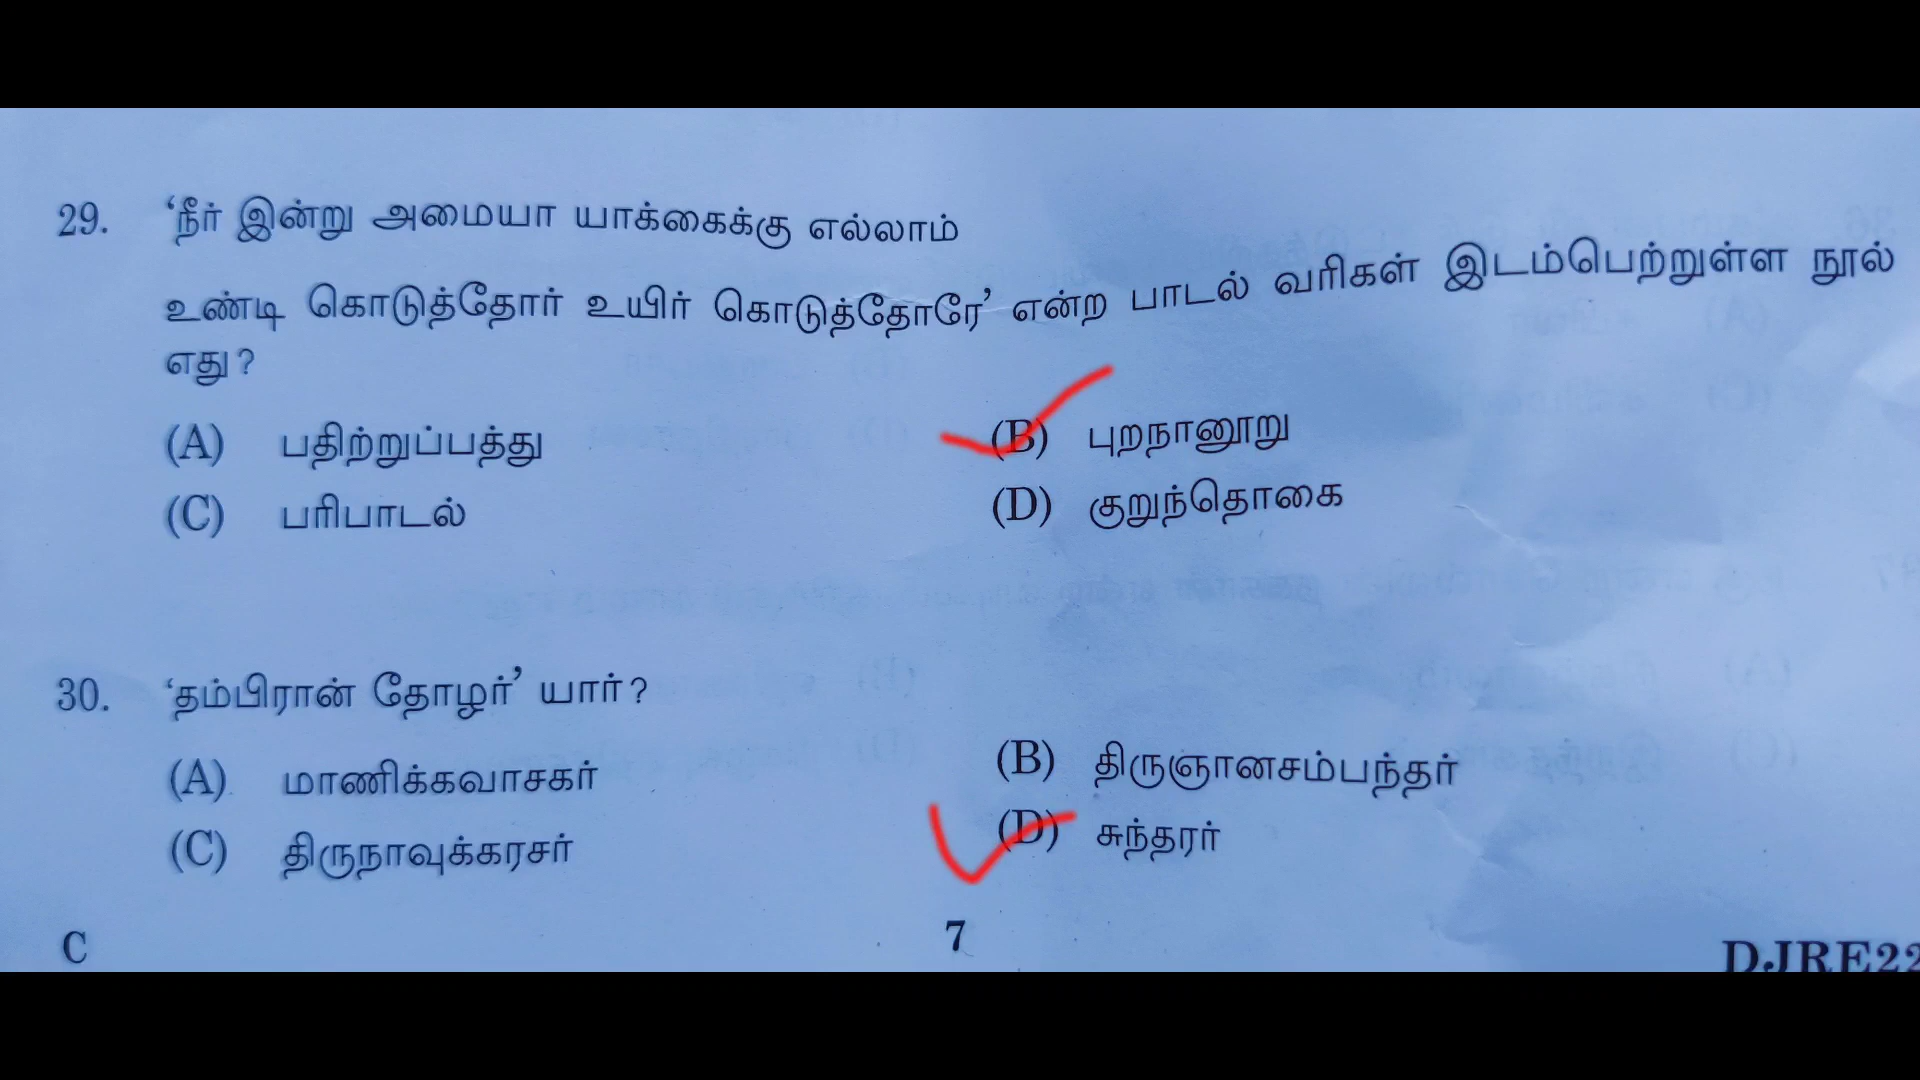 29. ‘நீர் இன்று அமையா யாக்கைக்கு எல்லாம்
உண்டி கொடுத்தோர் உயிர் கொடுத்தோரே’ என்ற பாடல் வரிகள் இடம்பெற்றுள்ள நூல்
எது?
(A) பதிற்றுப்பத்து (B) புறநானூறு
(C) பரிபாடல் (D) குறுந்தொகை
30. ‘தம்பிரான் தோழர்’ யார்?
(A) மாணிக்கவாசகர் (B) திருஞானசம்பந்தர்
(C) திருநாவுக்கரசர் (D) சுந்தரர்
C 7 DJRE22